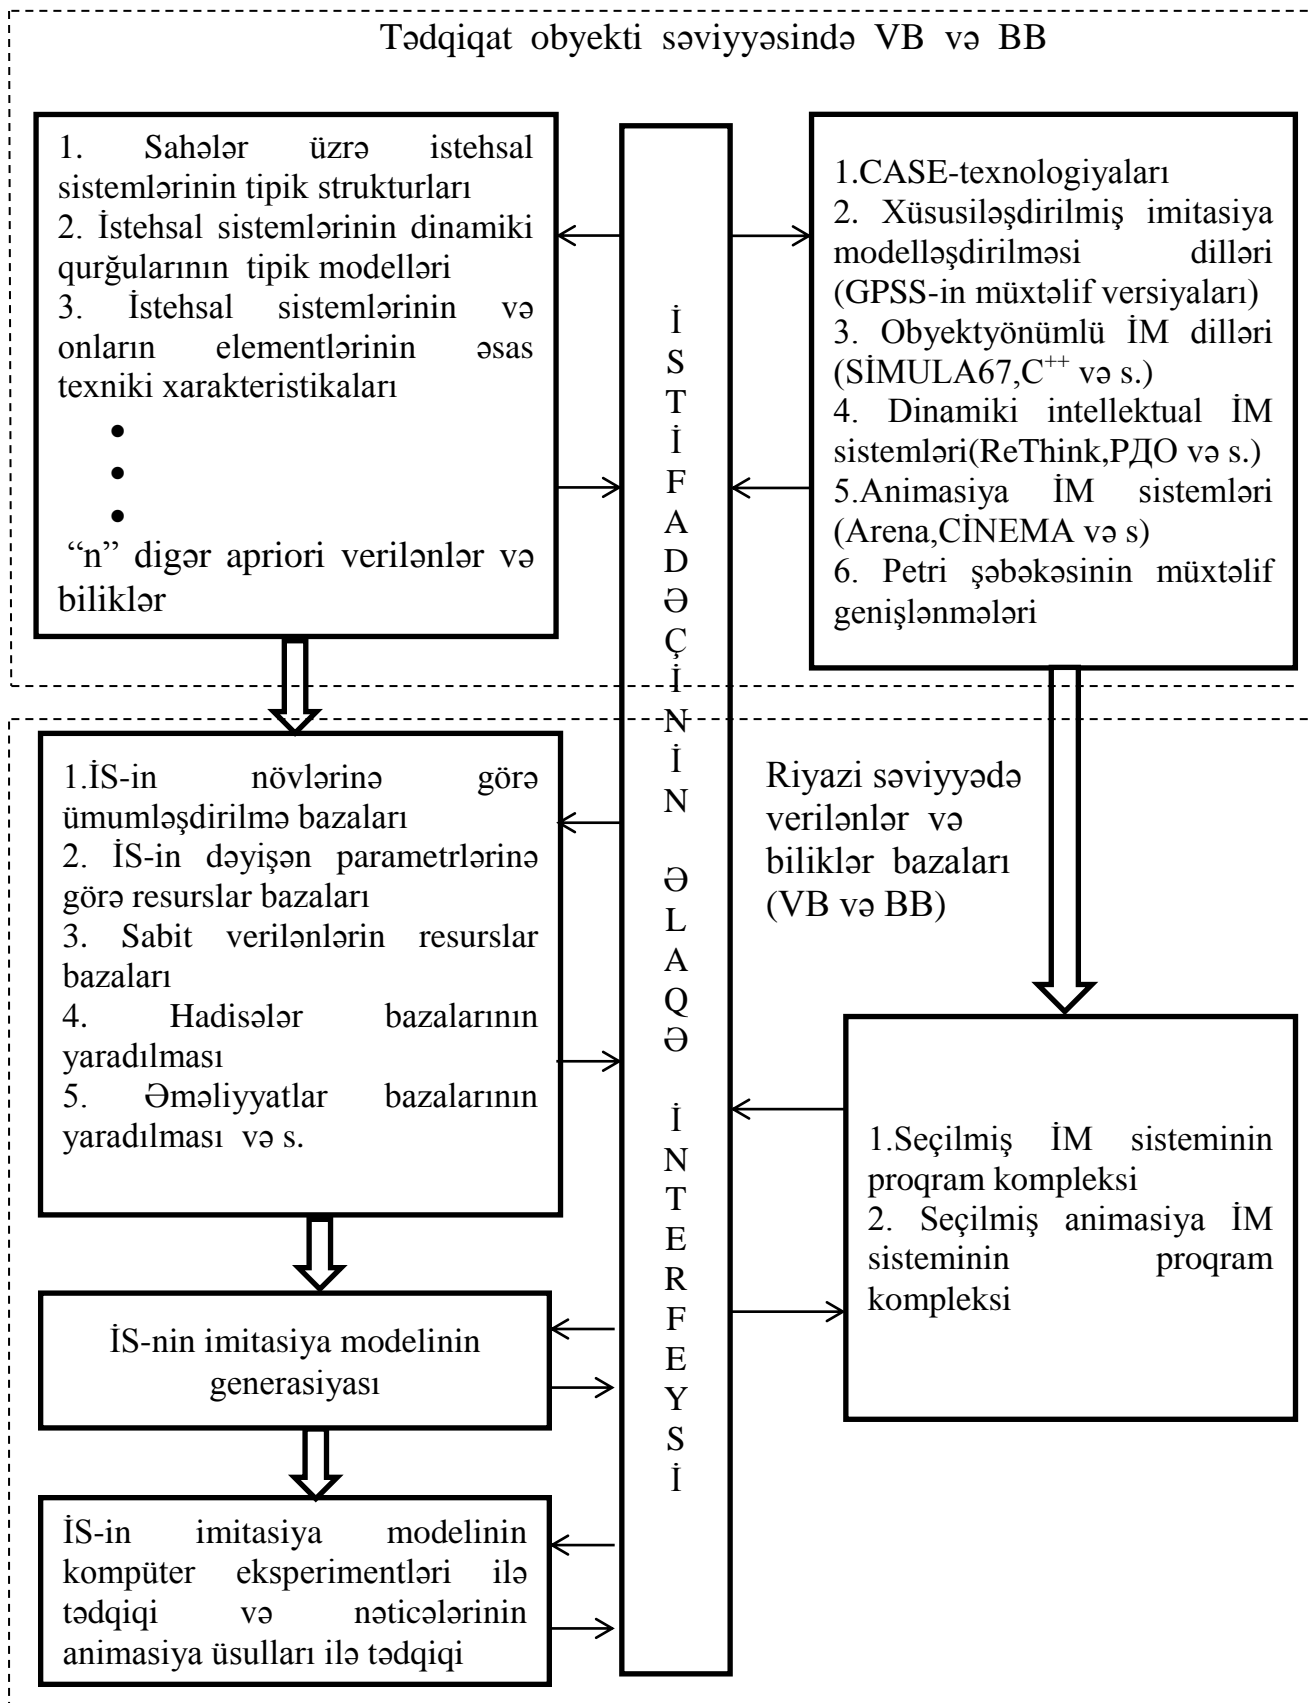 Tədqiqat obyekti səviyyəsində VB və BB
1. Sahələr üzrə istehsal
sistemlərinin tipik strukturları
2. İstehsal sistemlərinin dinamiki
qurğularının tipik modelləri
3. İstehsal sistemlərinin və
onların elementlərinin əsas
texniki xarakteristikaları
•
•
•
“n” digər apriori verilənlər və
biliklər
İ
S
T
İ
F
A
D
Ə
Ç
İ
N
İ
N
Ə
L
A
Q
Ə
İ
N
T
E
R
F
E
Y
S
İ
1.CASE-texnologiyaları
2. Xüsusiləşdirilmiş imitasiya
modelləşdirilməsi dilləri
(GPSS-in müxtəlif versiyaları)
3. Obyektyönümlü İM dilləri
(SİMULA67,C⁺⁺ və s.)
4. Dinamiki intellektual İM
sistemləri(ReThink,РДО və s.)
5.Animasiya İM sistemləri
(Arena,CİNEMA və s)
6. Petri şəbəkəsinin müxtəlif
genişlənmələri
1.İS-in növlərinə görə
ümumləşdirilmə bazaları
2. İS-in dəyişən parametrlərinə
görə resurslar bazaları
3. Sabit verilənlərin resurslar
bazaları
4. Hadisələr bazalarının
yaradılması
5. Əməliyyatlar bazalarının
yaradılması və s.
Riyazi səviyyədə
verilənlər və
biliklər bazaları
(VB və BB)
1.Seçilmiş İM sisteminin
proqram kompleksi
2. Seçilmiş animasiya İM
sisteminin proqram
kompleksi
İS-nin imitasiya modelinin
generasiyası
İS-in imitasiya modelinin
kompüter eksperimentləri ilə
tədqiqi və nəticələrinin
animasiya üsulları ilə tədqiqi